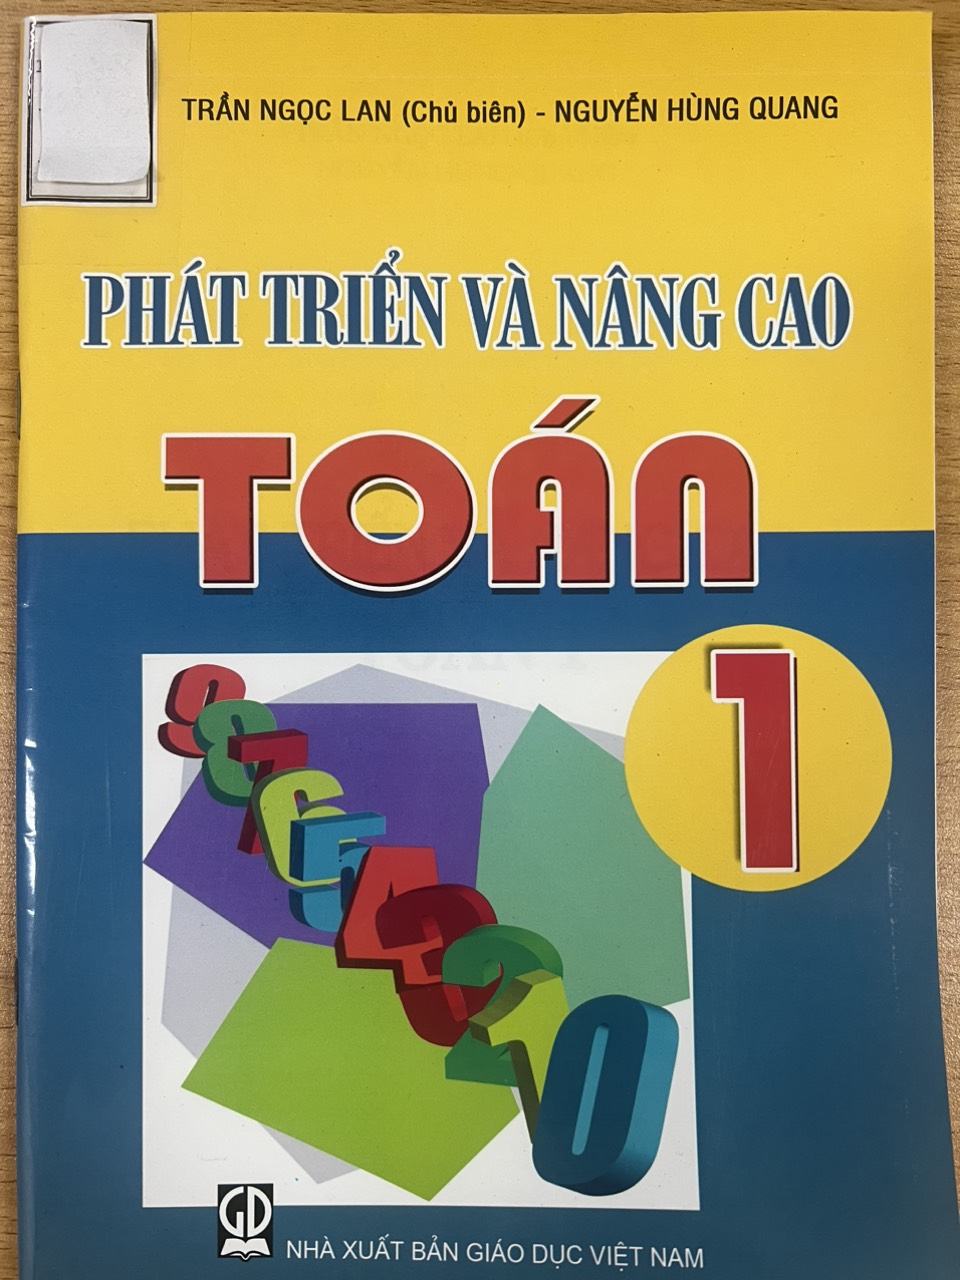 TRẦN NGỌC LAN (Chủ biên) - NGUYỄN HÙNG QUANG
PHÁT TRIỂN VÀ NÂNG CAO
TOÁN
1
9 8 7 6 5 4 3 2 1 0
GD
NHÀ XUẤT BẢN GIÁO DỤC VIỆT NAM